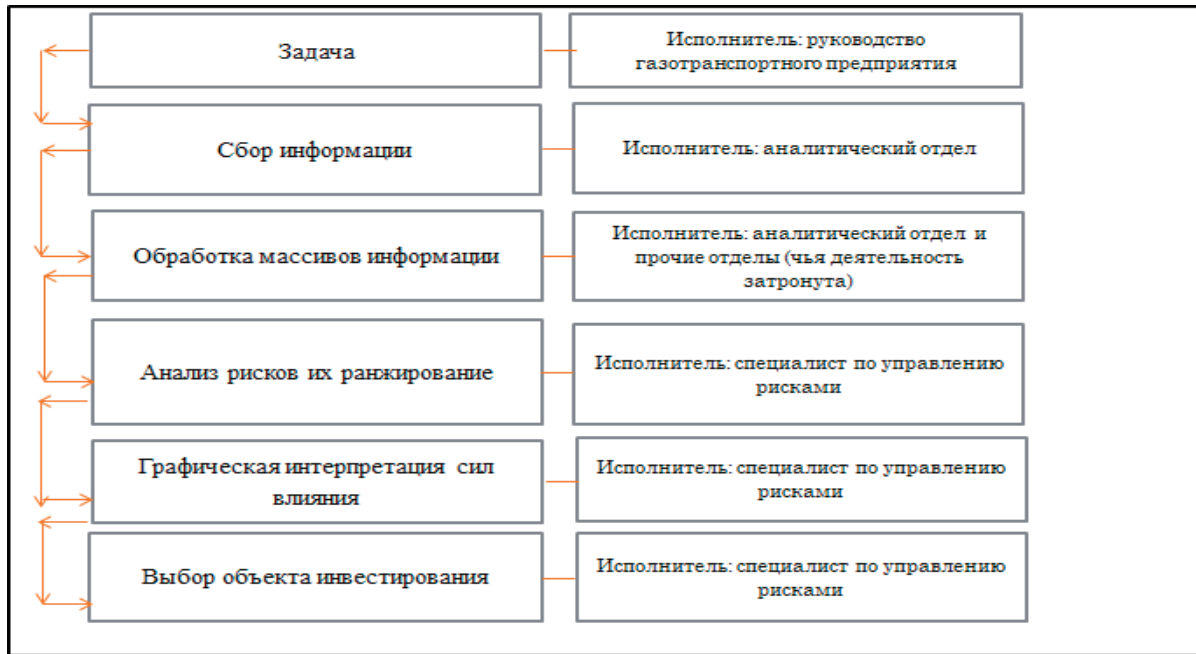 Задача
Исполнитель: руководство
газотранспортного предприятия
Сбор информации
Исполнитель: аналитический отдел
Обработка массивов информации
Исполнитель: аналитический отдел и
прочие отделы (чья деятельность
затронута)
Анализ рисков их ранжирование
Исполнитель: специалист по управлению
рисками
Графическая интерпретация сил
влияния
Исполнитель: специалист по управлению
рисками
Выбор объекта инвестирования
Исполнитель: специалист по управлению
рисками